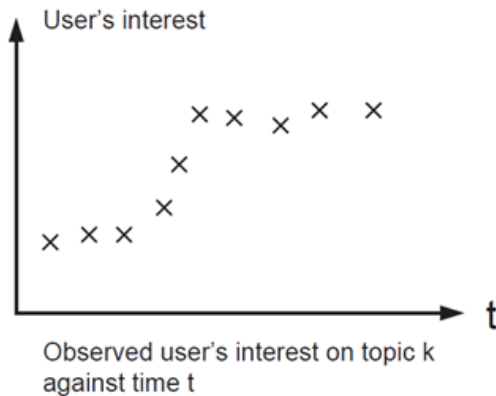 User's interest
t
Observed user's interest on topic k
against time t